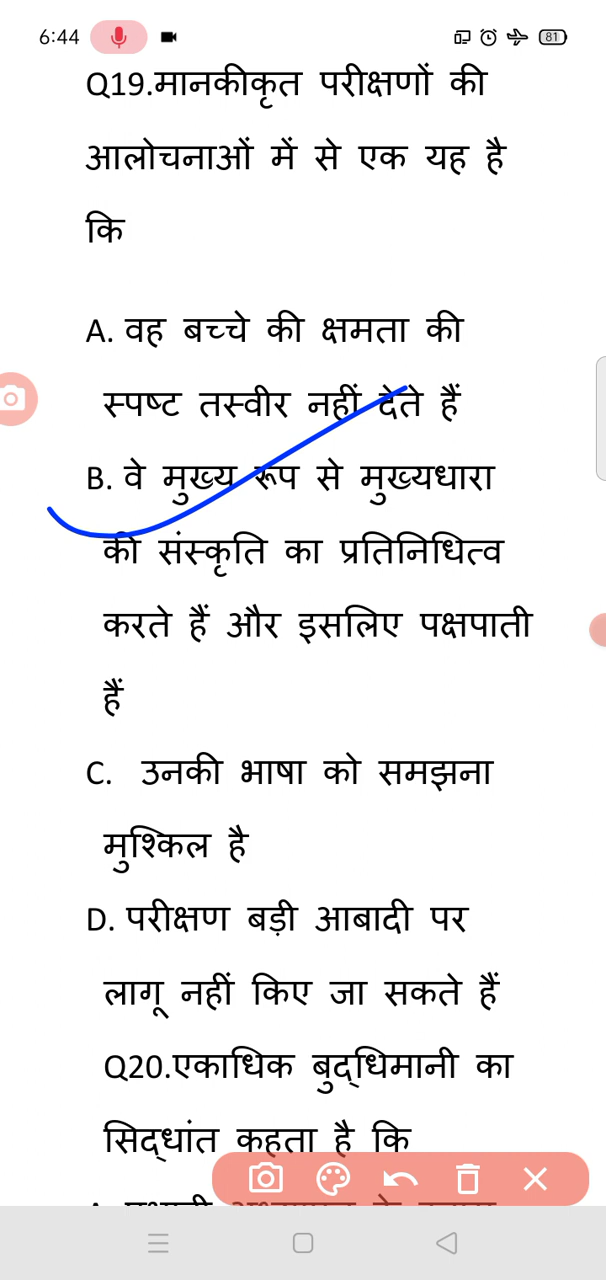 6:44
81
Q19.मानकीकृत परीक्षणों की
आलोचनाओं में से एक यह है
कि
A. वह बच्चे की क्षमता की
स्पष्ट तस्वीर नहीं देते हैं
B. वे मुख्य रूप से मुख्यधारा
की संस्कृति का प्रतिनिधित्व
करते हैं और इसलिए पक्षपाती
हैं
C. उनकी भाषा को समझना
मुश्किल है
D. परीक्षण बड़ी आबादी पर
लागू नहीं किए जा सकते हैं
Q20.एकाधिक बुद्धिमानी का
सिद्धांत कहता है कि